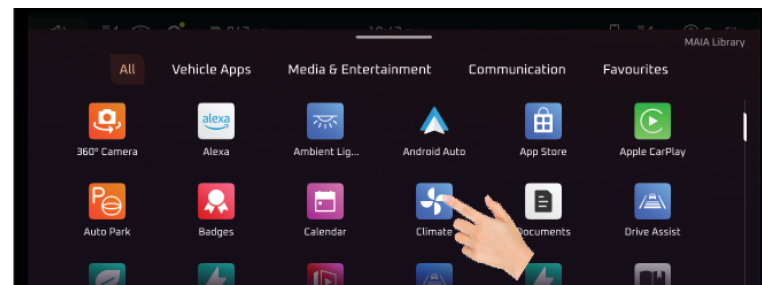 MAIA Library
All Vehicle Apps Media & Entertainment Communication Favourites
alexa
360° Camera Alexa Ambient Lig... Android Auto App Store Apple CarPlay
P
Auto Park Badges Calendar Climate Documents Drive Assist